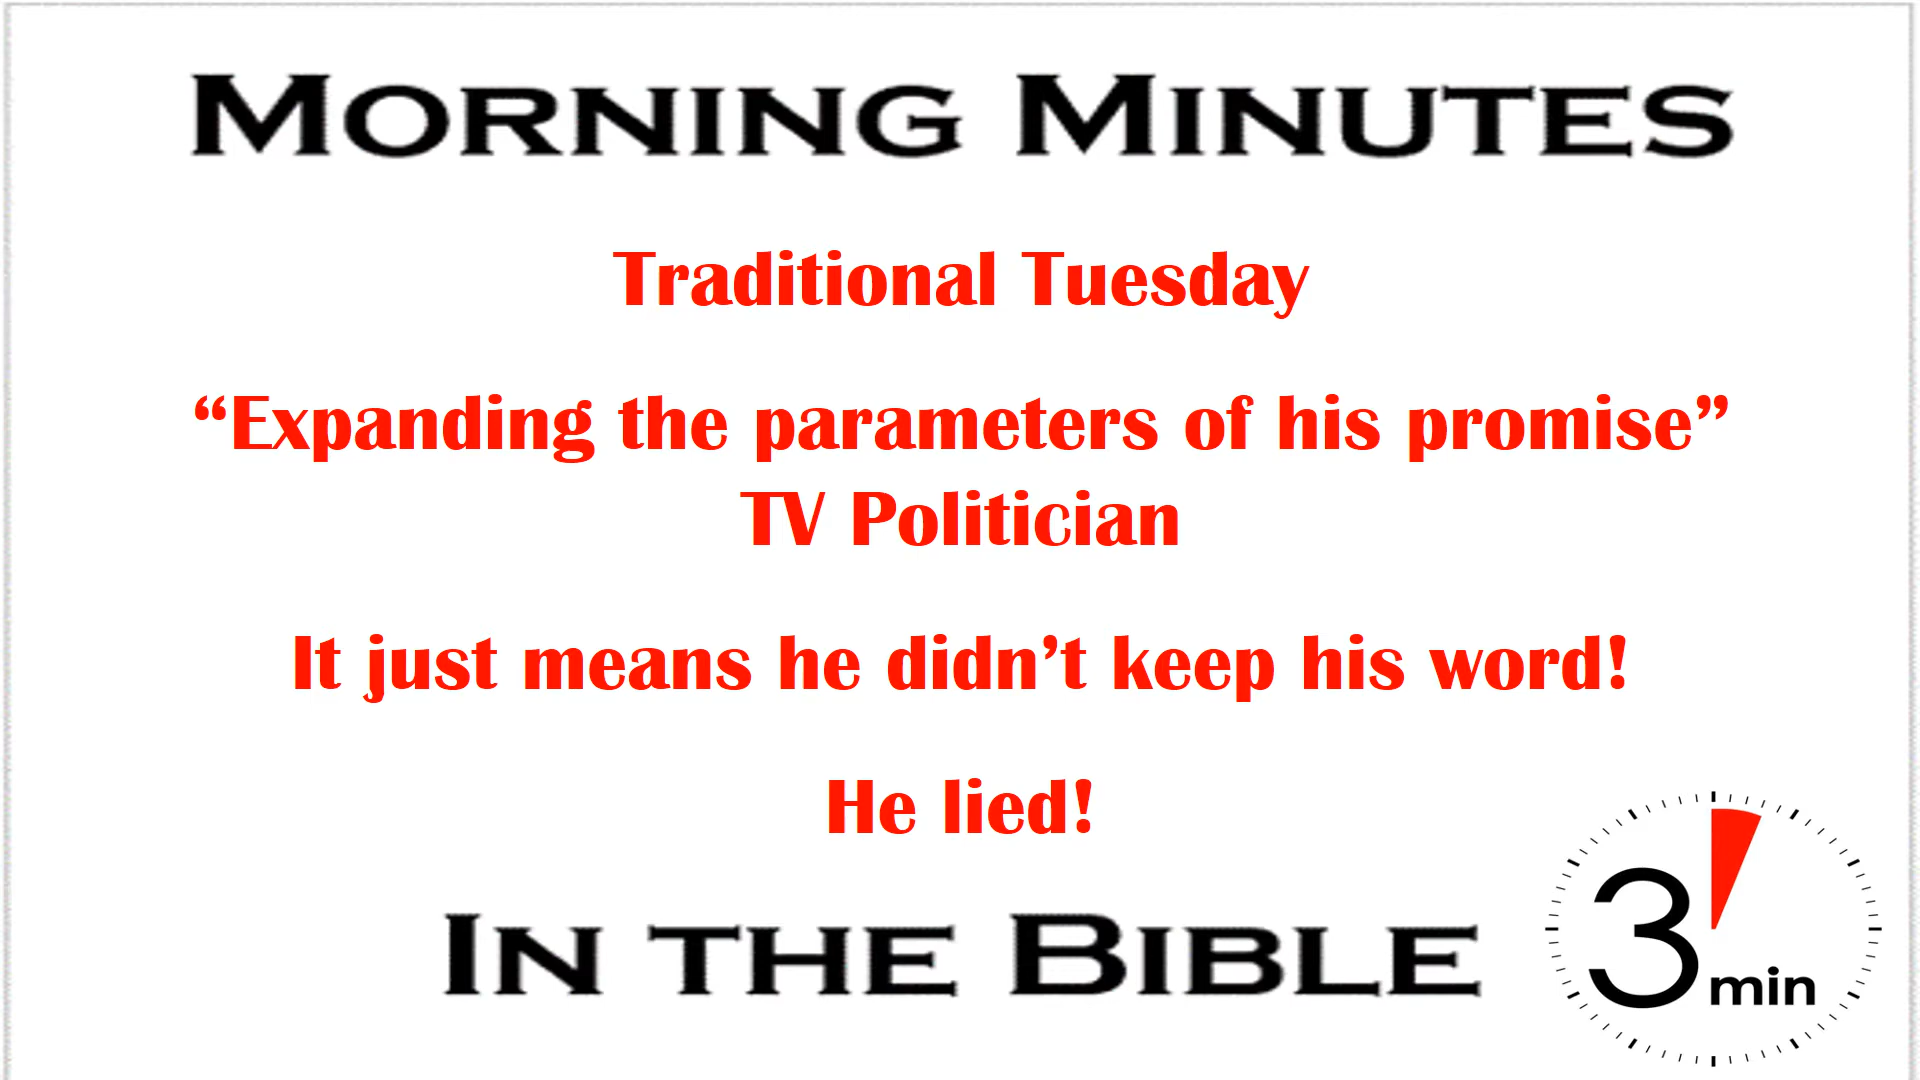 MORNING MINUTES
Traditional Tuesday
“Expanding the parameters of his promise”
TV Politician
It just means he didn’t keep his word!
He lied!
IN THE BIBLE
3 min